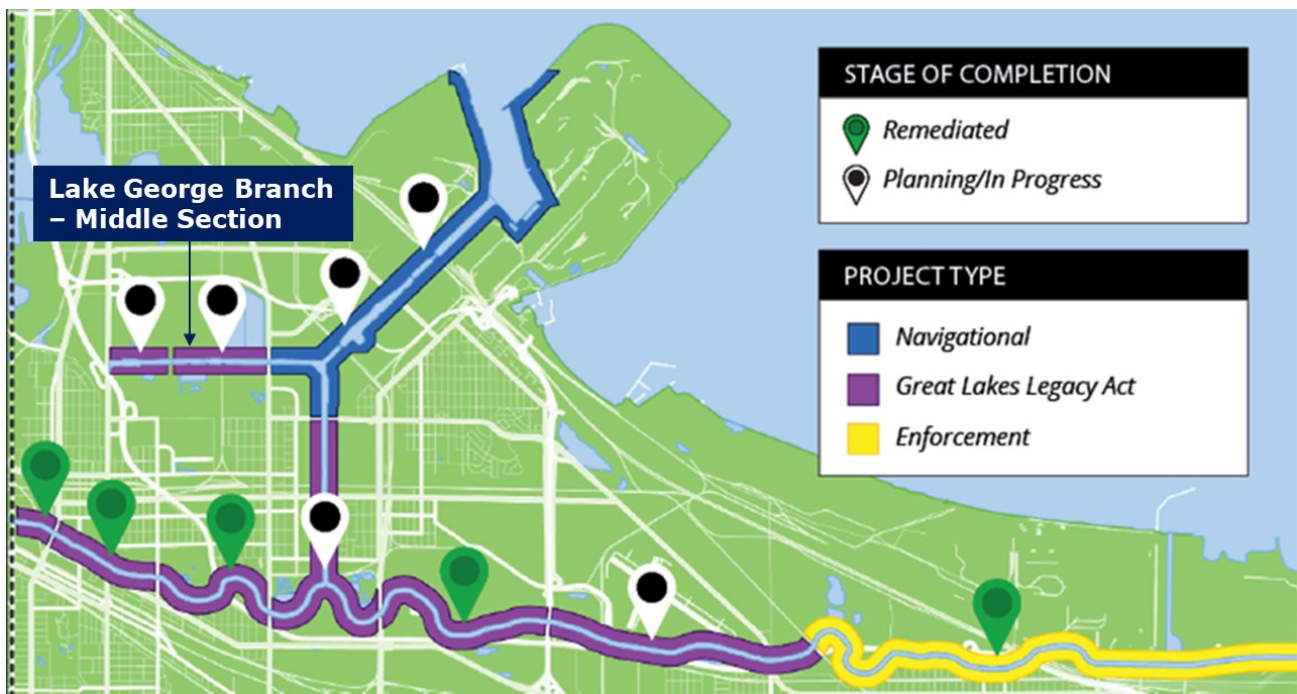 Lake George Branch
– Middle Section
STAGE OF COMPLETION
Remediated
Planning/In Progress
PROJECT TYPE
Navigational
Great Lakes Legacy Act
Enforcement